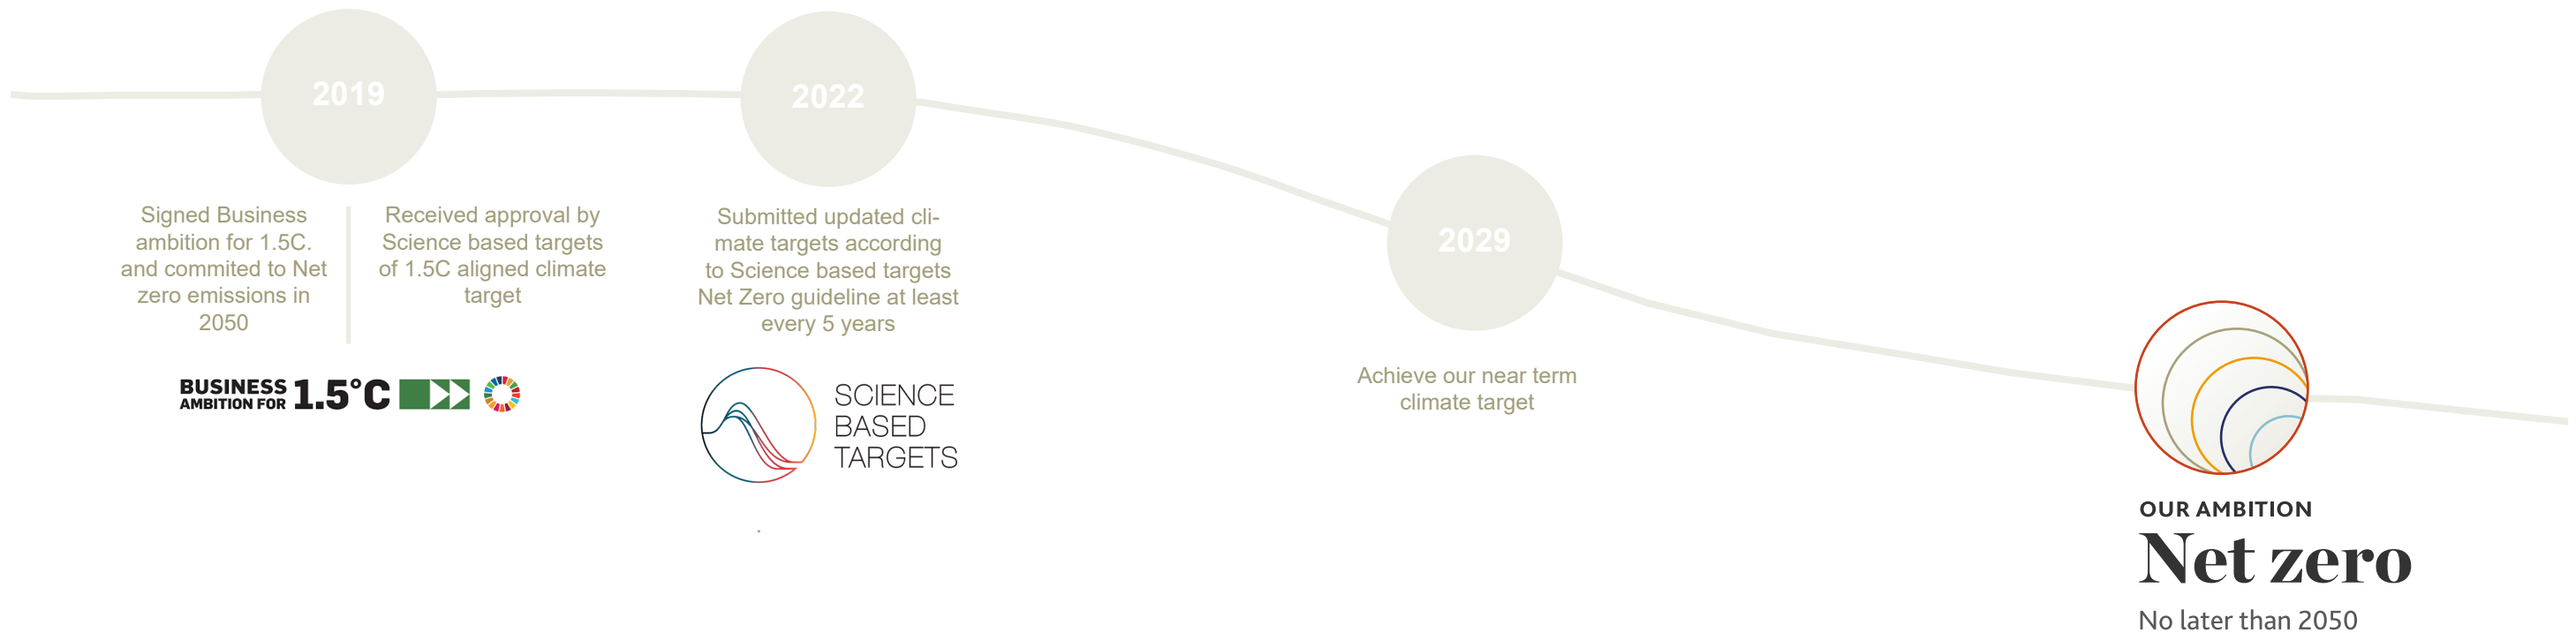 2019
Signed Business
ambition for 1.5C.
and commited to Net
zero emissions in
2050
Received approval by
Science based targets
of 1.5C aligned climate
target
BUSINESS
AMBITION FOR
1.5°C
2022
Submitted updated cli-
mate targets according
to Science based targets
Net Zero guideline at least
every 5 years
SCIENCE
BASED
TARGETS
2029
Achieve our near term
climate target
OUR AMBITION
Net zero
No later than 2050